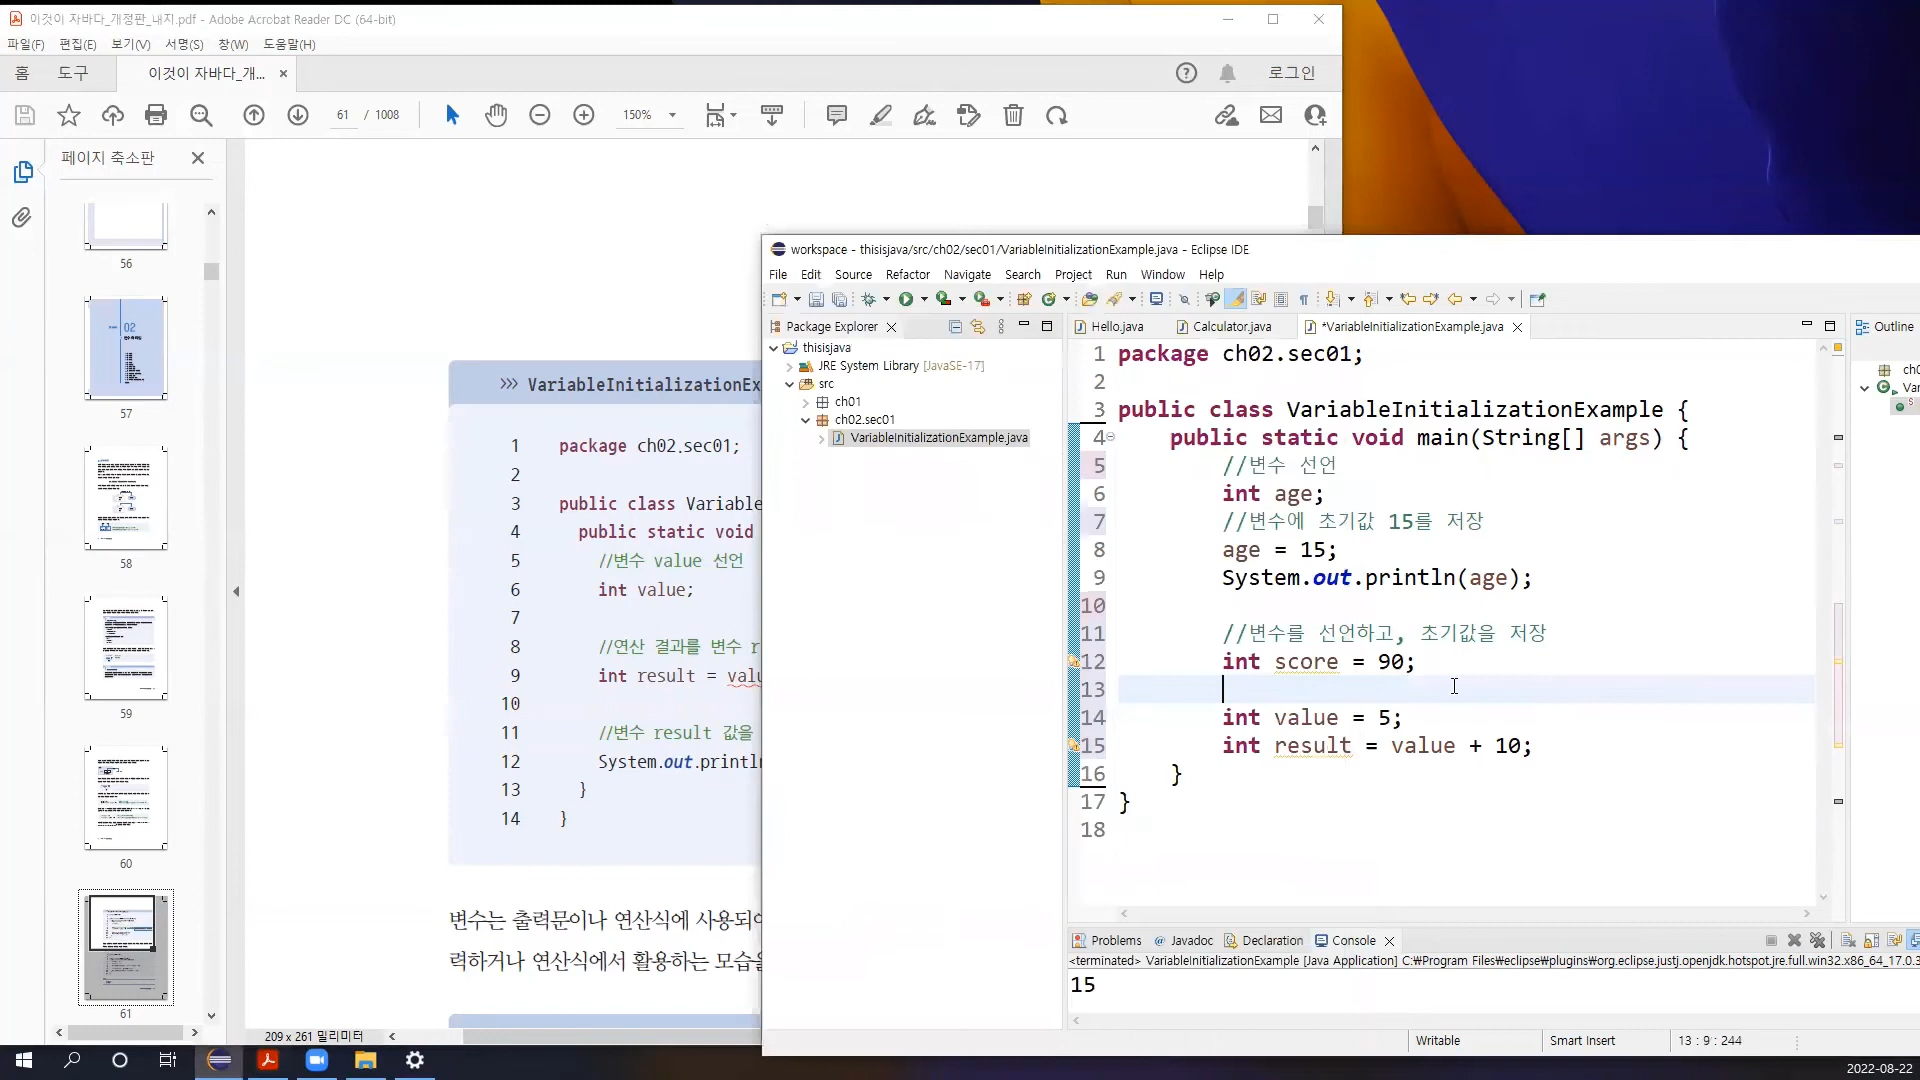 이것이 자바다_개정판_내지.pdf - Adobe Acrobat Reader DC (64-bit)
파일(F) 편집(E) 보기(V) 서명(S) 창(W) 도움말(H)
홈 도구 이것이 자바다_개... × 로그인
61 / 1008 150%
페이지 축소판
56
57
58
59
60
61
>>> VariableInitializationEx
1 package ch02.sec01;
2
3 public class Variable
4 public static void
5 //변수 value 선언
6 int value;
7
8 //연산 결과를 변수 r
9 int result = valu
10
11 //변수 result 값을
12 System.out.println
13 }
14 }
변수는 출력문이나 연산식에 사용되어
력하거나 연산식에서 활용하는 모습을
209 x 261 밀리미터
workspace - thisisjava/src/ch02/sec01/VariableInitializationExample.java - Eclipse IDE
File Edit Source Refactor Navigate Search Project Run Window Help
Package Explorer
thisisjava
JRE System Library [JavaSE-17]
src
ch01
ch02.sec01
VariableInitializationExample.java
Hello.java Calculator.java *VariableInitializationExample.java
1 package ch02.sec01;
2
3 public class VariableInitializationExample {
4 public static void main(String[] args) {
5 //변수 선언
6 int age;
7 //변수에 초기값 15를 저장
8 age = 15;
9 System.out.println(age);
10
11 //변수를 선언하고, 초기값을 저장
12 int score = 90;
13
14 int value = 5;
15 int result = value + 10;
16 }
17 }
18
Outline
ch0
Var
S
Problems @ Javadoc Declaration Console
<terminated> VariableInitializationExample [Java Application] C:₩Program Files₩eclipse₩plugins₩org.eclipse.justj.openjdk.hotspot.jre.full.win32.x86_64_17.0.3
15
Writable Smart Insert 13 : 9 : 244
2022-08-22